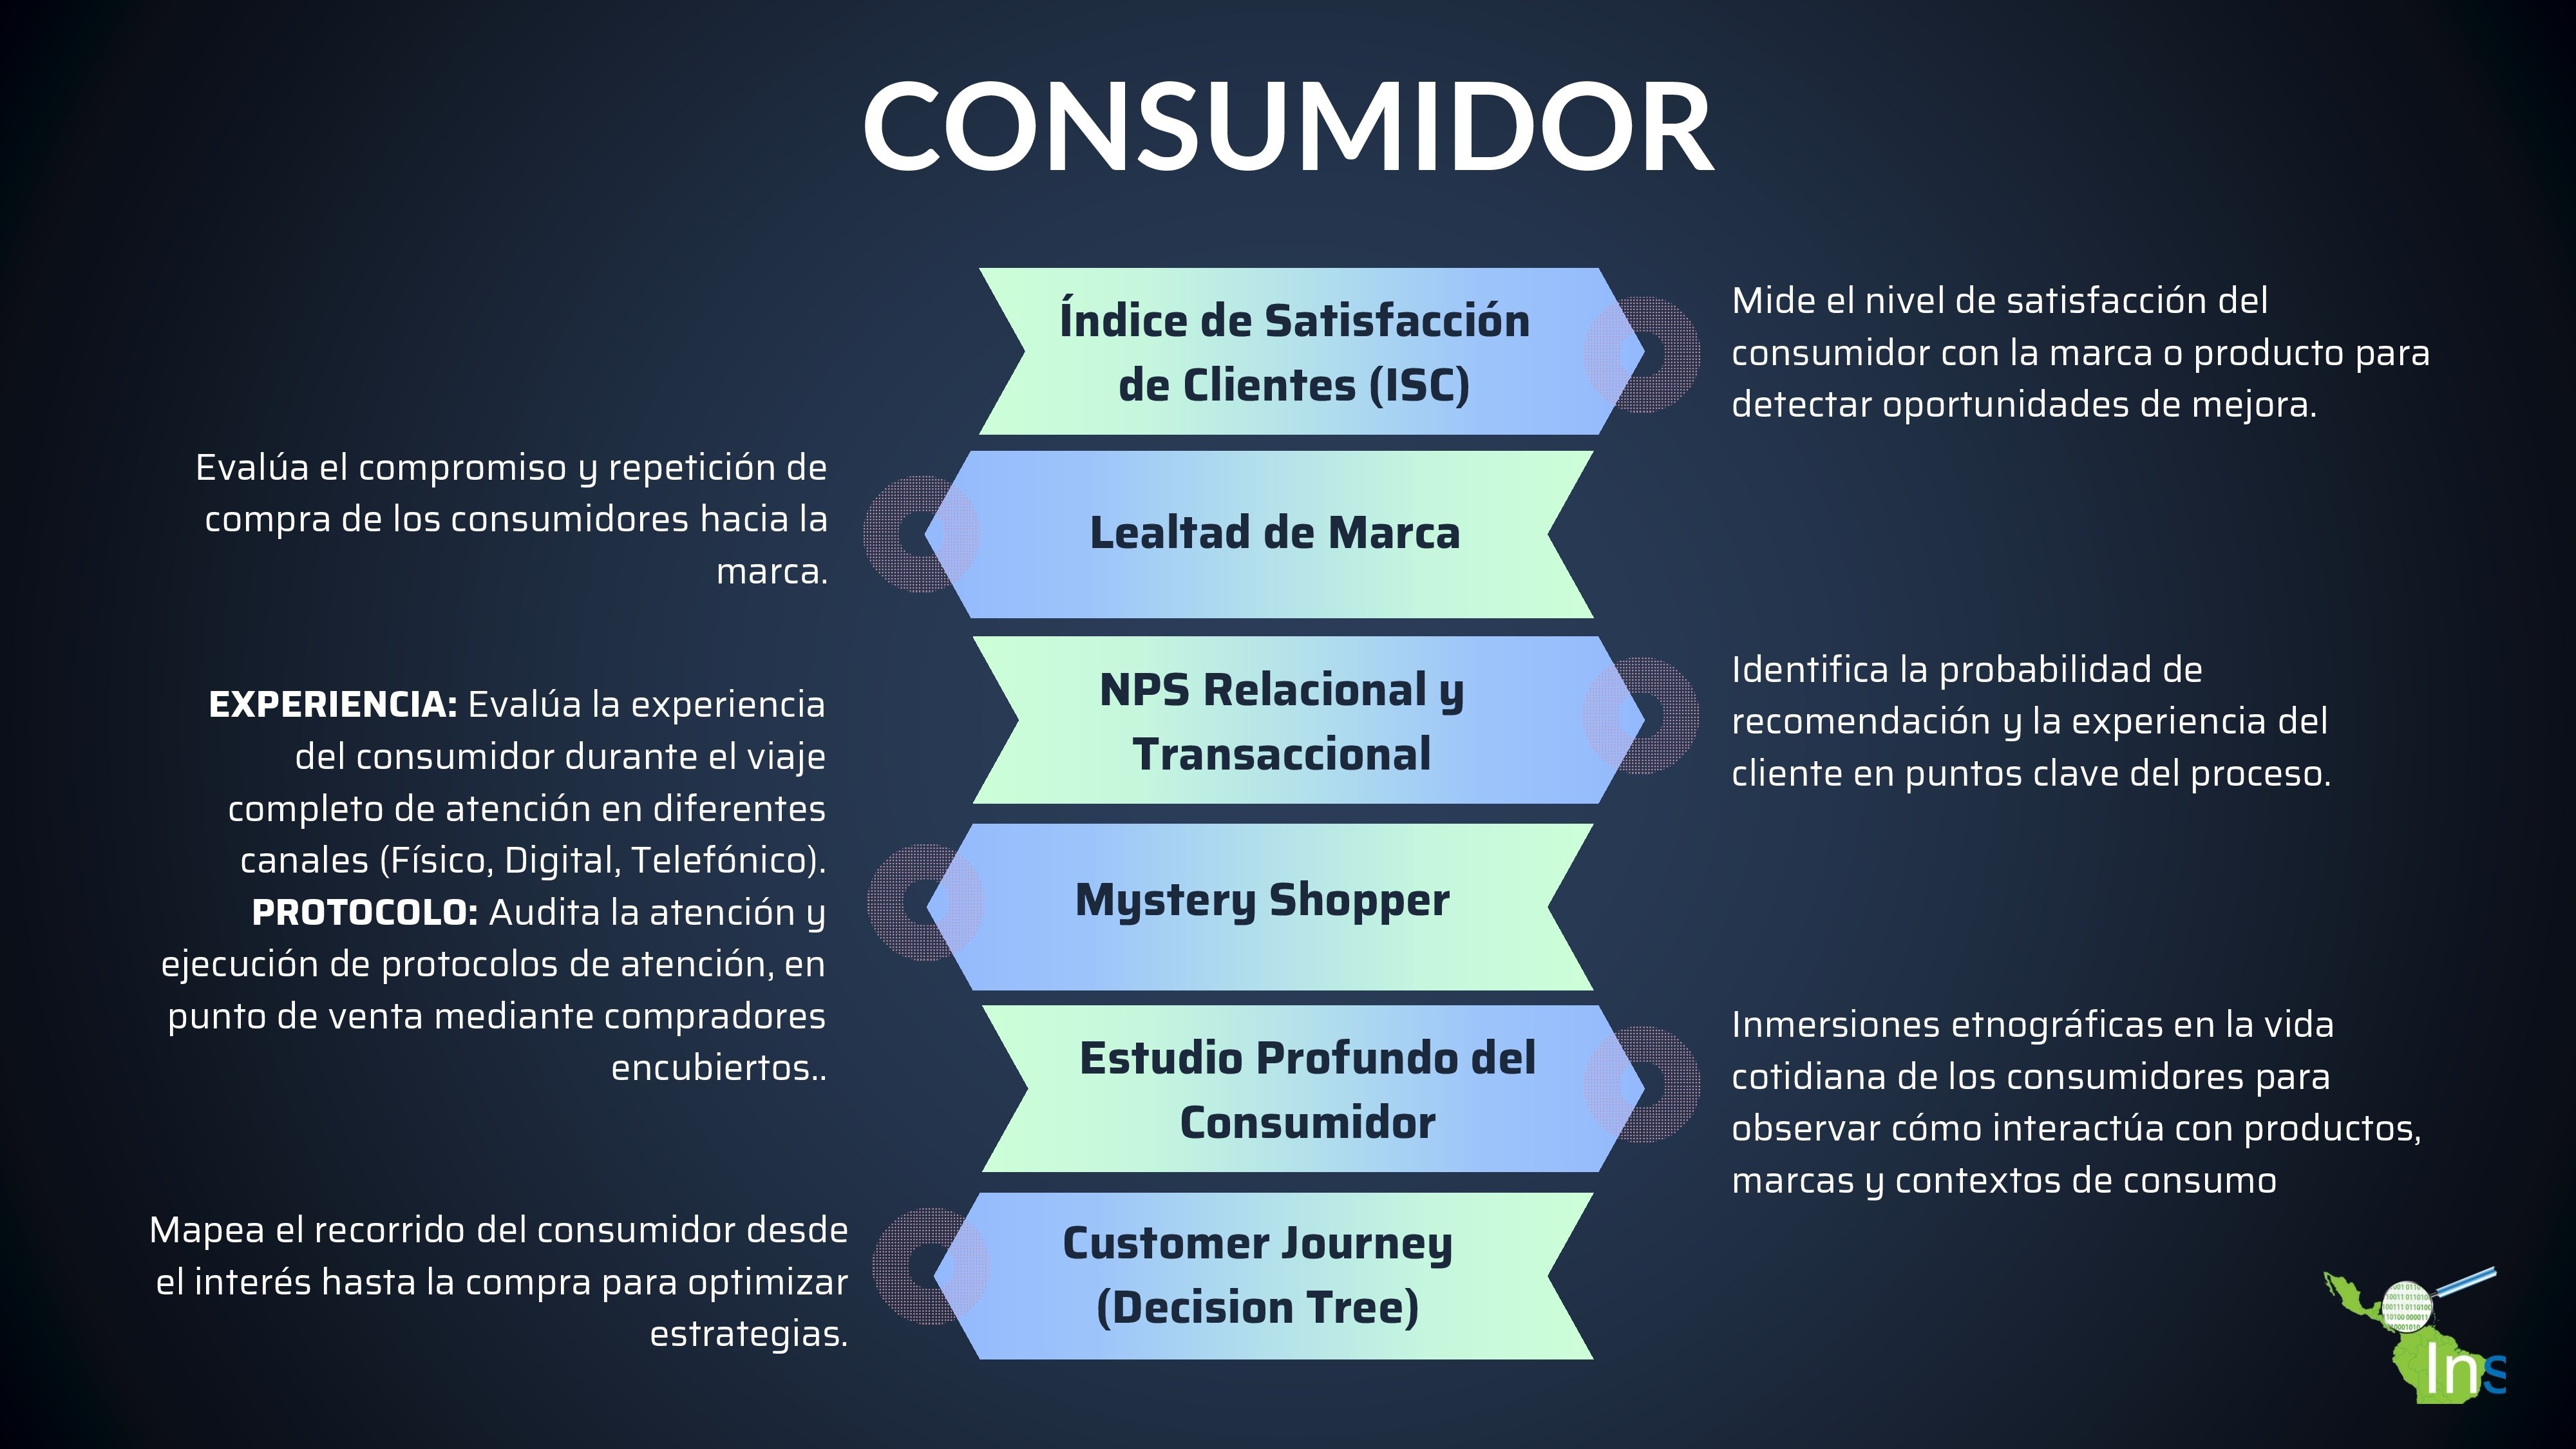 CONSUMIDOR
Índice de Satisfacción
de Clientes (ISC)
Mide el nivel de satisfacción del
consumidor con la marca o producto para
detectar oportunidades de mejora.
Evalúa el compromiso y repetición de
compra de los consumidores hacia la
marca.
Lealtad de Marca
NPS Relacional y
Transaccional
Identifica la probabilidad de
recomendación y la experiencia del
cliente en puntos clave del proceso.
EXPERIENCIA: Evalúa la experiencia
del consumidor durante el viaje
completo de atención en diferentes
canales (Físico, Digital, Telefónico).
PROTOCOLO: Audita la atención y
ejecución de protocolos de atención, en
punto de venta mediante compradores
encubiertos..
Mystery Shopper
Estudio Profundo del
Consumidor
Inmersiones etnográficas en la vida
cotidiana de los consumidores para
observar cómo interactúa con productos,
marcas y contextos de consumo
Mapea el recorrido del consumidor desde
el interés hasta la compra para optimizar
estrategias.
Customer Journey
(Decision Tree)
Ins